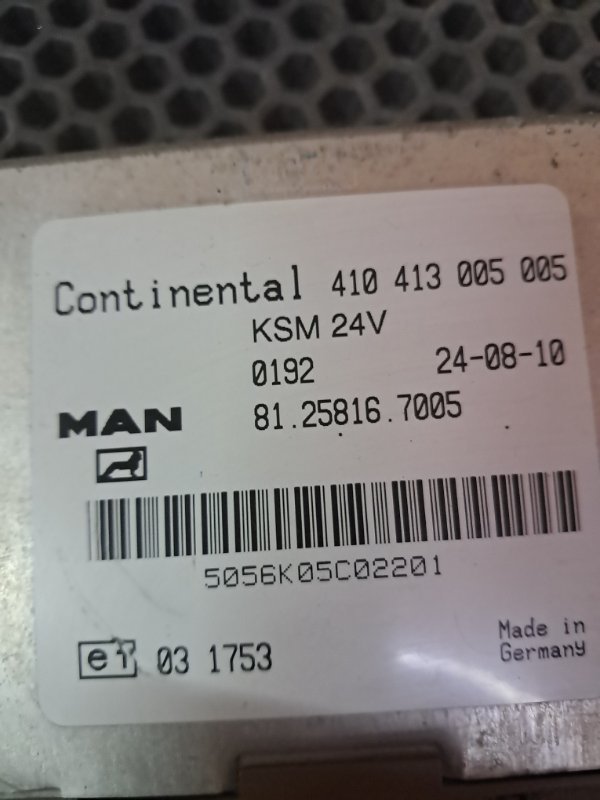 Continental 410 413 005 005
KSM 24V
0192 24-08-10
MAN 81.25816.7005
5056K05C02201
e1 03 1753
Made in
Germany